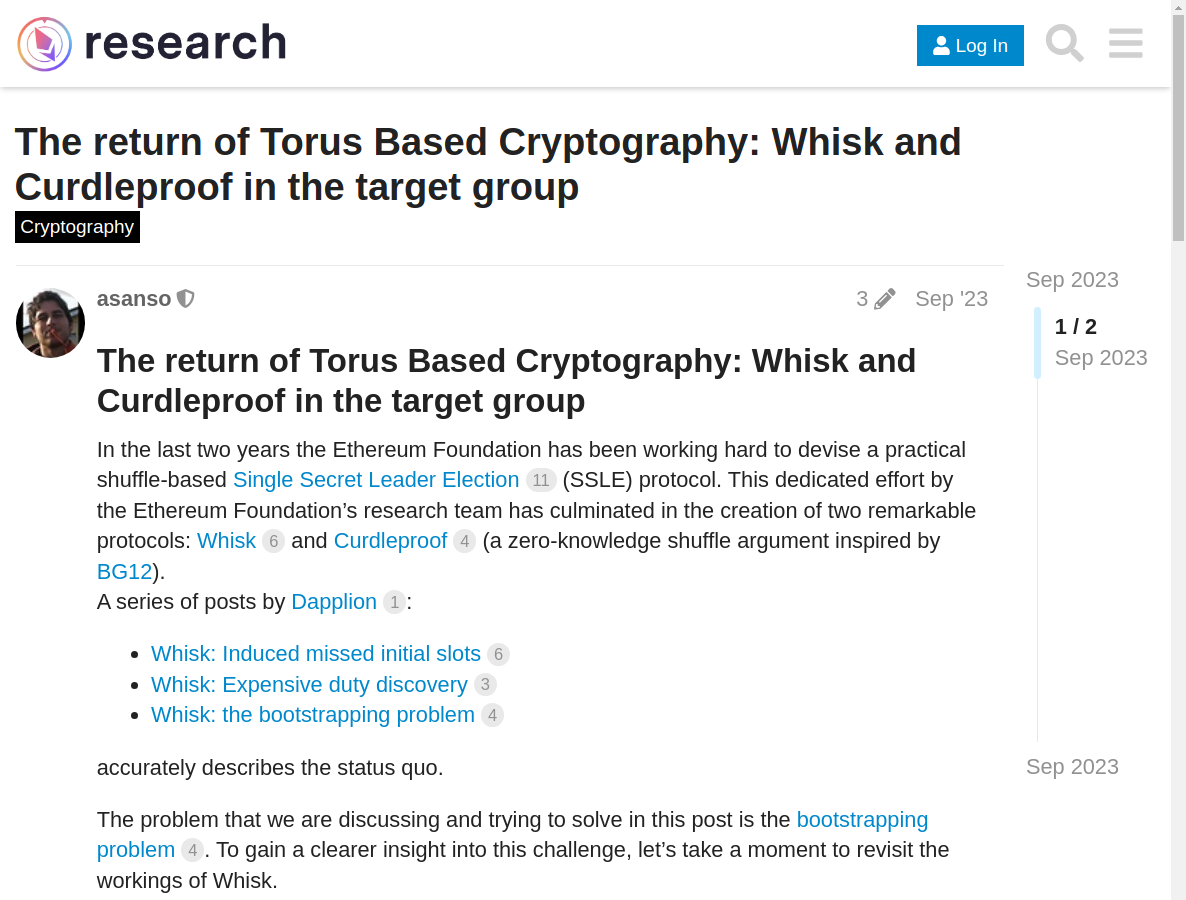 research
Log In
The return of Torus Based Cryptography: Whisk and
Curdleproof in the target group
Cryptography
Sep 2023
asanso
3
Sep '23
1 / 2
Sep 2023
The return of Torus Based Cryptography: Whisk and
Curdleproof in the target group
In the last two years the Ethereum Foundation has been working hard to devise a practical
shuffle-based Single Secret Leader Election 11 (SSLE) protocol. This dedicated effort by
the Ethereum Foundation’s research team has culminated in the creation of two remarkable
protocols: Whisk 6 and Curdleproof 4 (a zero-knowledge shuffle argument inspired by
BG12).
A series of posts by Dapplion 1 :
Whisk: Induced missed initial slots 6
Whisk: Expensive duty discovery 3
Whisk: the bootstrapping problem 4
accurately describes the status quo.
Sep 2023
The problem that we are discussing and trying to solve in this post is the bootstrapping
problem 4 . To gain a clearer insight into this challenge, let’s take a moment to revisit the
workings of Whisk.